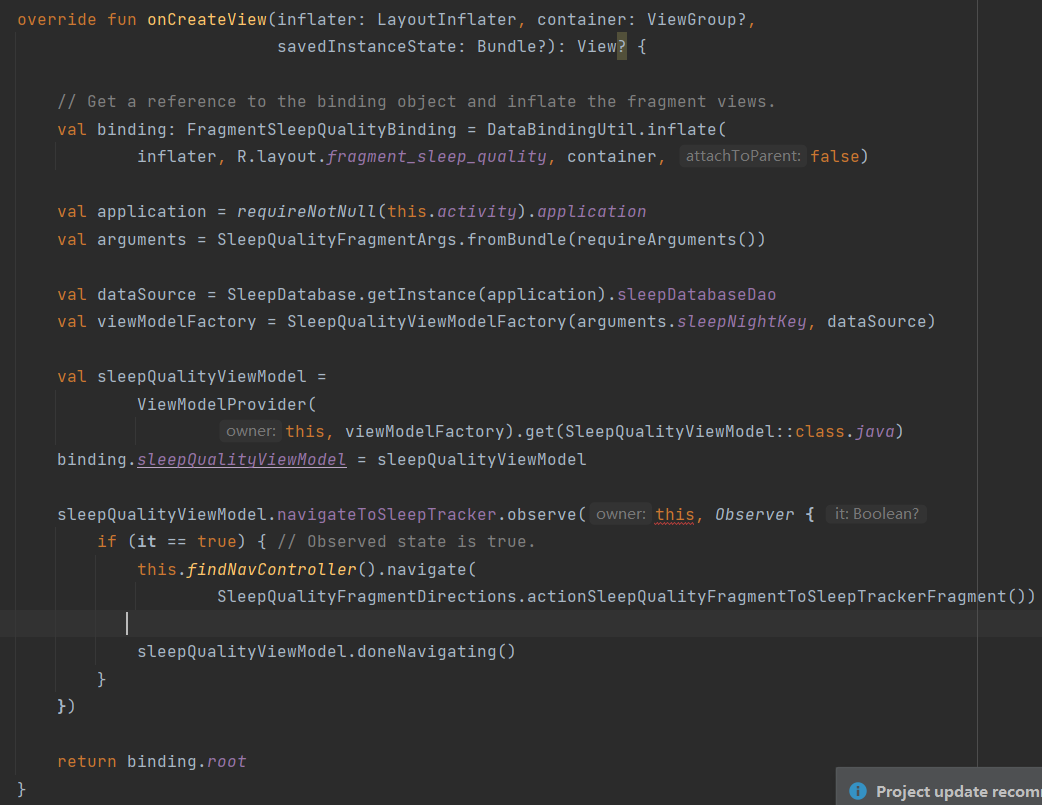 override fun onCreateView(inflater: LayoutInflater, container: ViewGroup?,
savedInstanceState: Bundle?): View? {
// Get a reference to the binding object and inflate the fragment views.
val binding: FragmentSleepQualityBinding = DataBindingUtil.inflate(
inflater, R.layout.fragment_sleep_quality, container, attachToParent: false)
val application = requireNotNull(this.activity).application
val arguments = SleepQualityFragmentArgs.fromBundle(requireArguments())
val dataSource = SleepDatabase.getInstance(application).sleepDatabaseDao
val viewModelFactory = SleepQualityViewModelFactory(arguments.sleepNightKey, dataSource)
val sleepQualityViewModel =
ViewModelProvider(
owner: this, viewModelFactory).get(SleepQualityViewModel::class.java)
binding.sleepQualityViewModel = sleepQualityViewModel
sleepQualityViewModel.navigateToSleepTracker.observe( owner: this, Observer { it: Boolean?
if (it == true) { // Observed state is true.
this.findNavController().navigate(
SleepQualityFragmentDirections.actionSleepQualityFragmentToSleepTrackerFragment())
sleepQualityViewModel.doneNavigating()
}
})
return binding.root
}
Project update recom